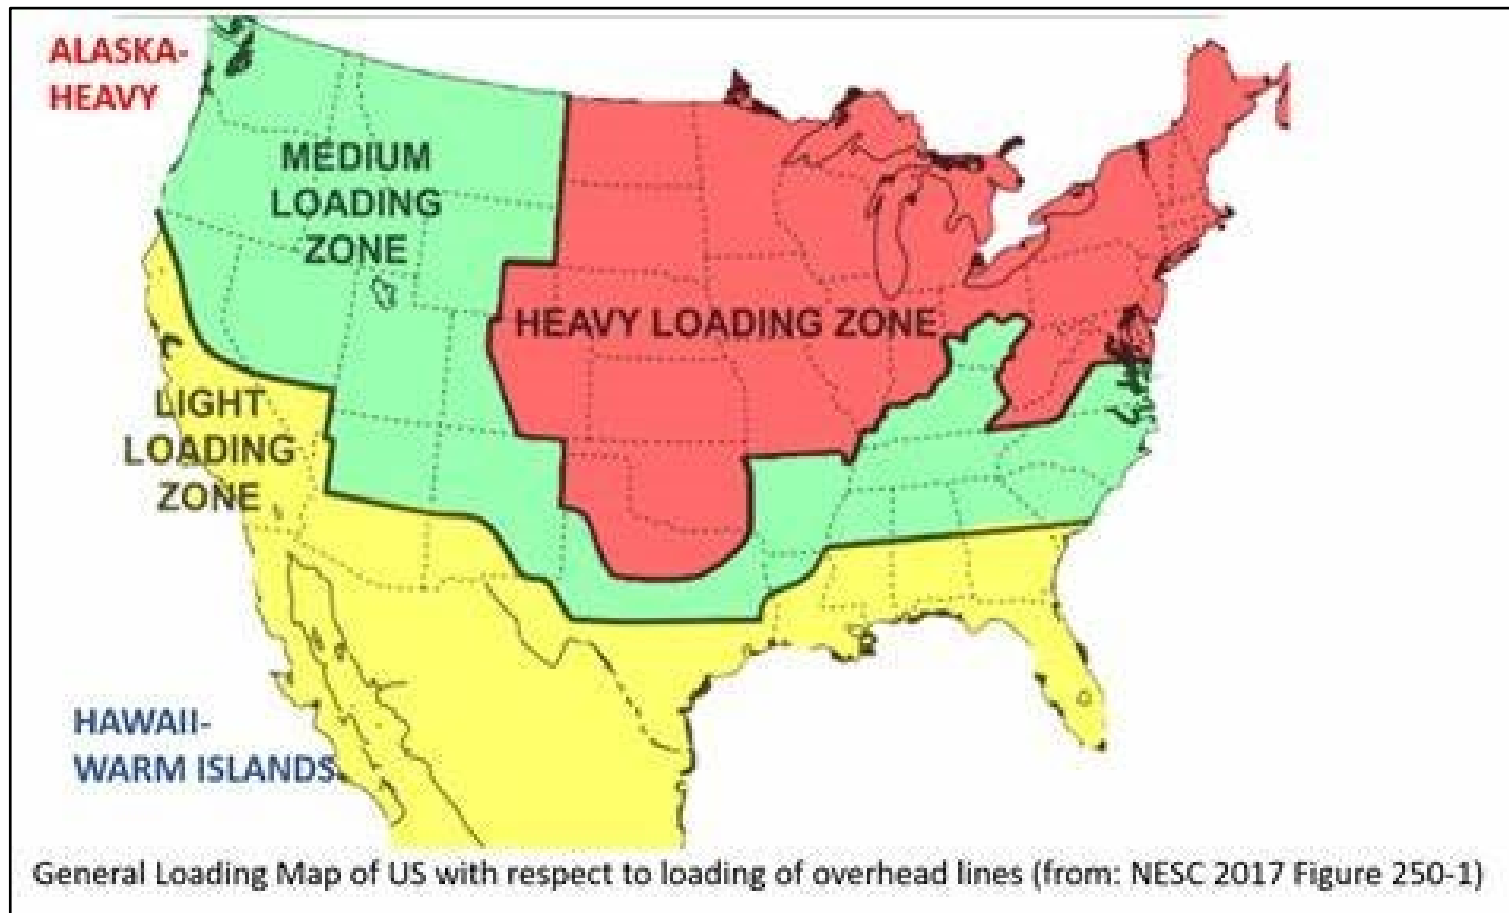 ALASKA-
HEAVY
MEDIUM
LOADING
ZONE
HEAVY LOADING ZONE
LIGHT
LOADING
ZONE
HAWAII-
WARM ISLANDS
General Loading Map of US with respect to loading of overhead lines (from: NESC 2017 Figure 250-1)